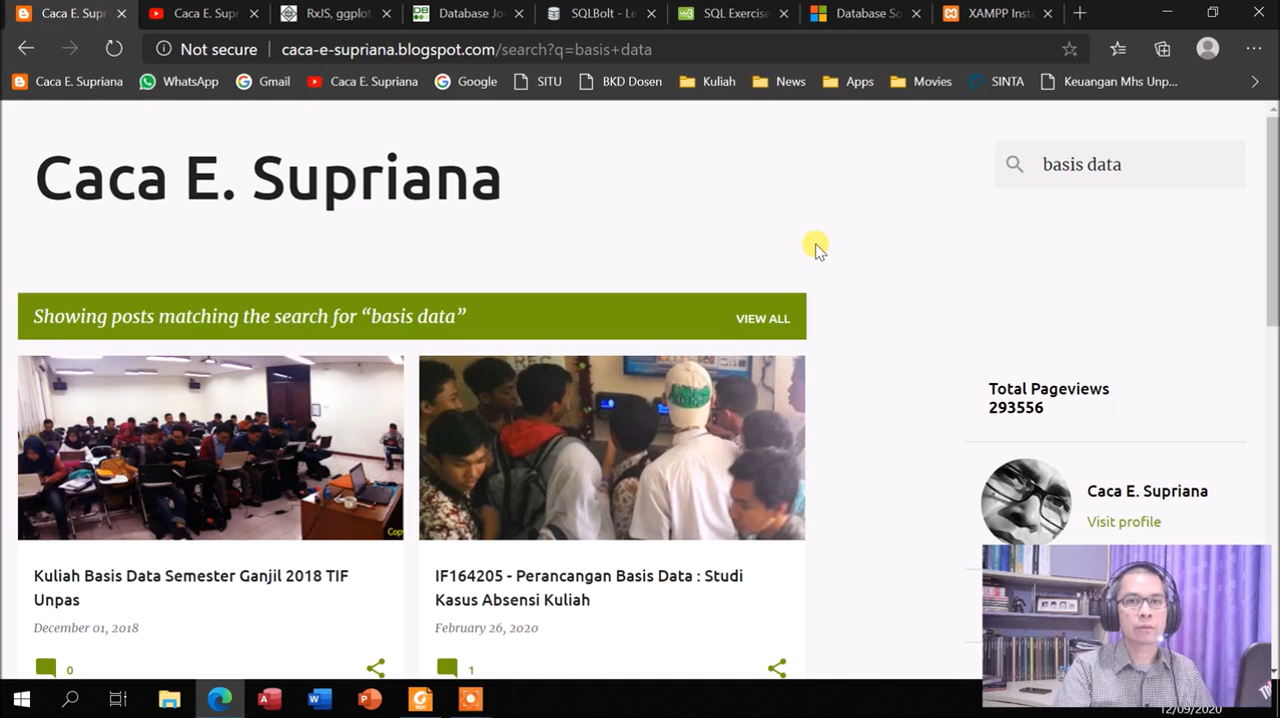 Caca E. Sup
Caca E. Supr
RxJS, ggplot
Database Jo
SQLBolt - Le
SQL Exercise
Database So
XAMPP Inst
Not secure
caca-e-supriana.blogspot.com/search?q=basis+data
Caca E. Supriana
WhatsApp
Gmail
Caca E. Supriana
Google
SITU
BKD Dosen
Kuliah
News
Apps
Movies
SINTA
Keuangan Mhs Unp...
Caca E. Supriana
basis data
Showing posts matching the search for “basis data”
VIEW ALL
Total Pageviews
293556
Caca E. Supriana
Visit profile
Kuliah Basis Data Semester Ganjil 2018 TIF
Unpas
December 01, 2018
0
IF164205 - Perancangan Basis Data : Studi
Kasus Absensi Kuliah
February 26, 2020
1
12/09/2020